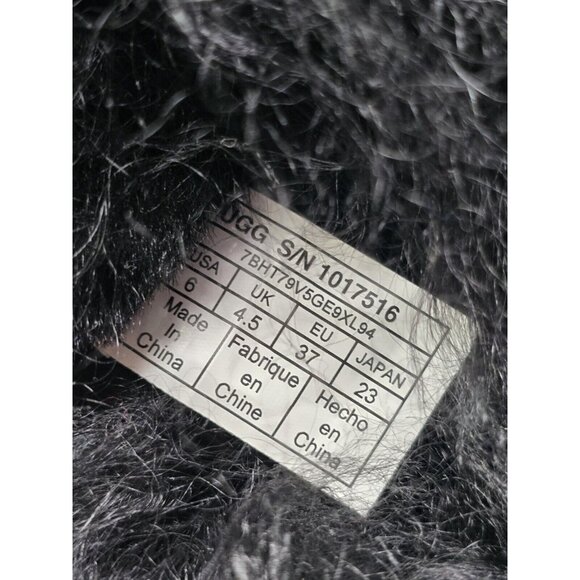 UGG S/N 1017516
7BHT79V5GE9XL94
USA UK EU JAPAN
6 4.5 37 23
Made Fabrique Hecho
in en en
China Chine China